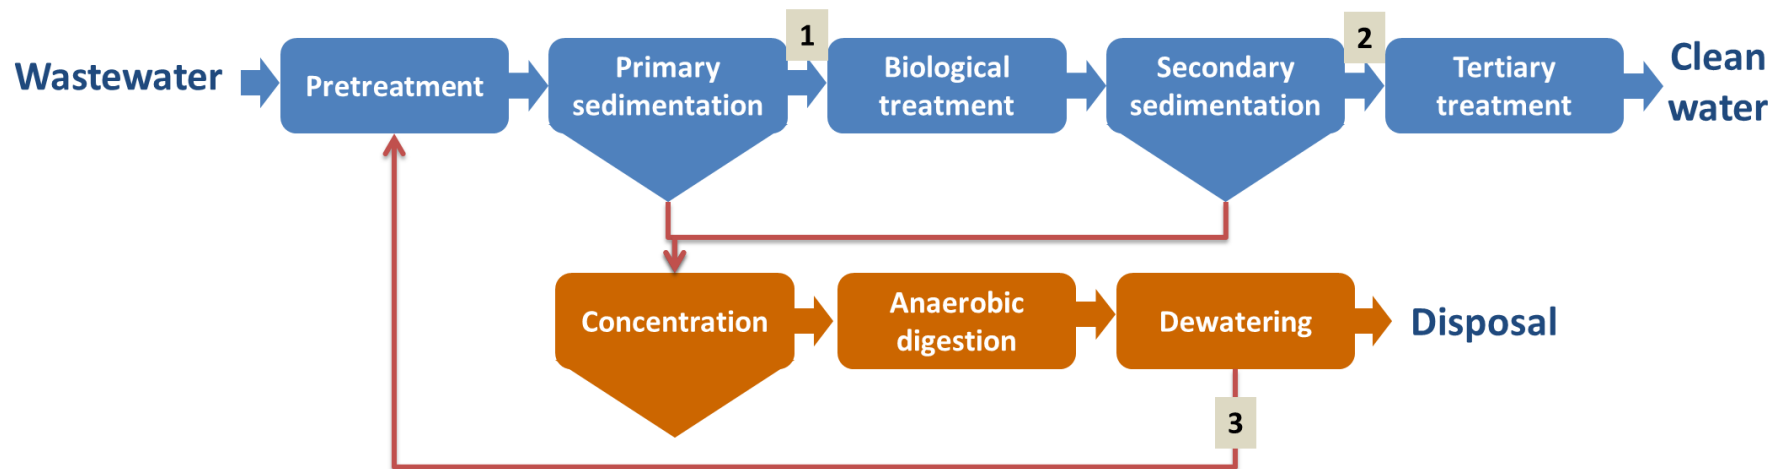 Wastewater
Pretreatment
Primary
sedimentation
1
Biological
treatment
Secondary
sedimentation
2
Tertiary
treatment
Clean
water
Concentration
Anaerobic
digestion
Dewatering
Disposal
3